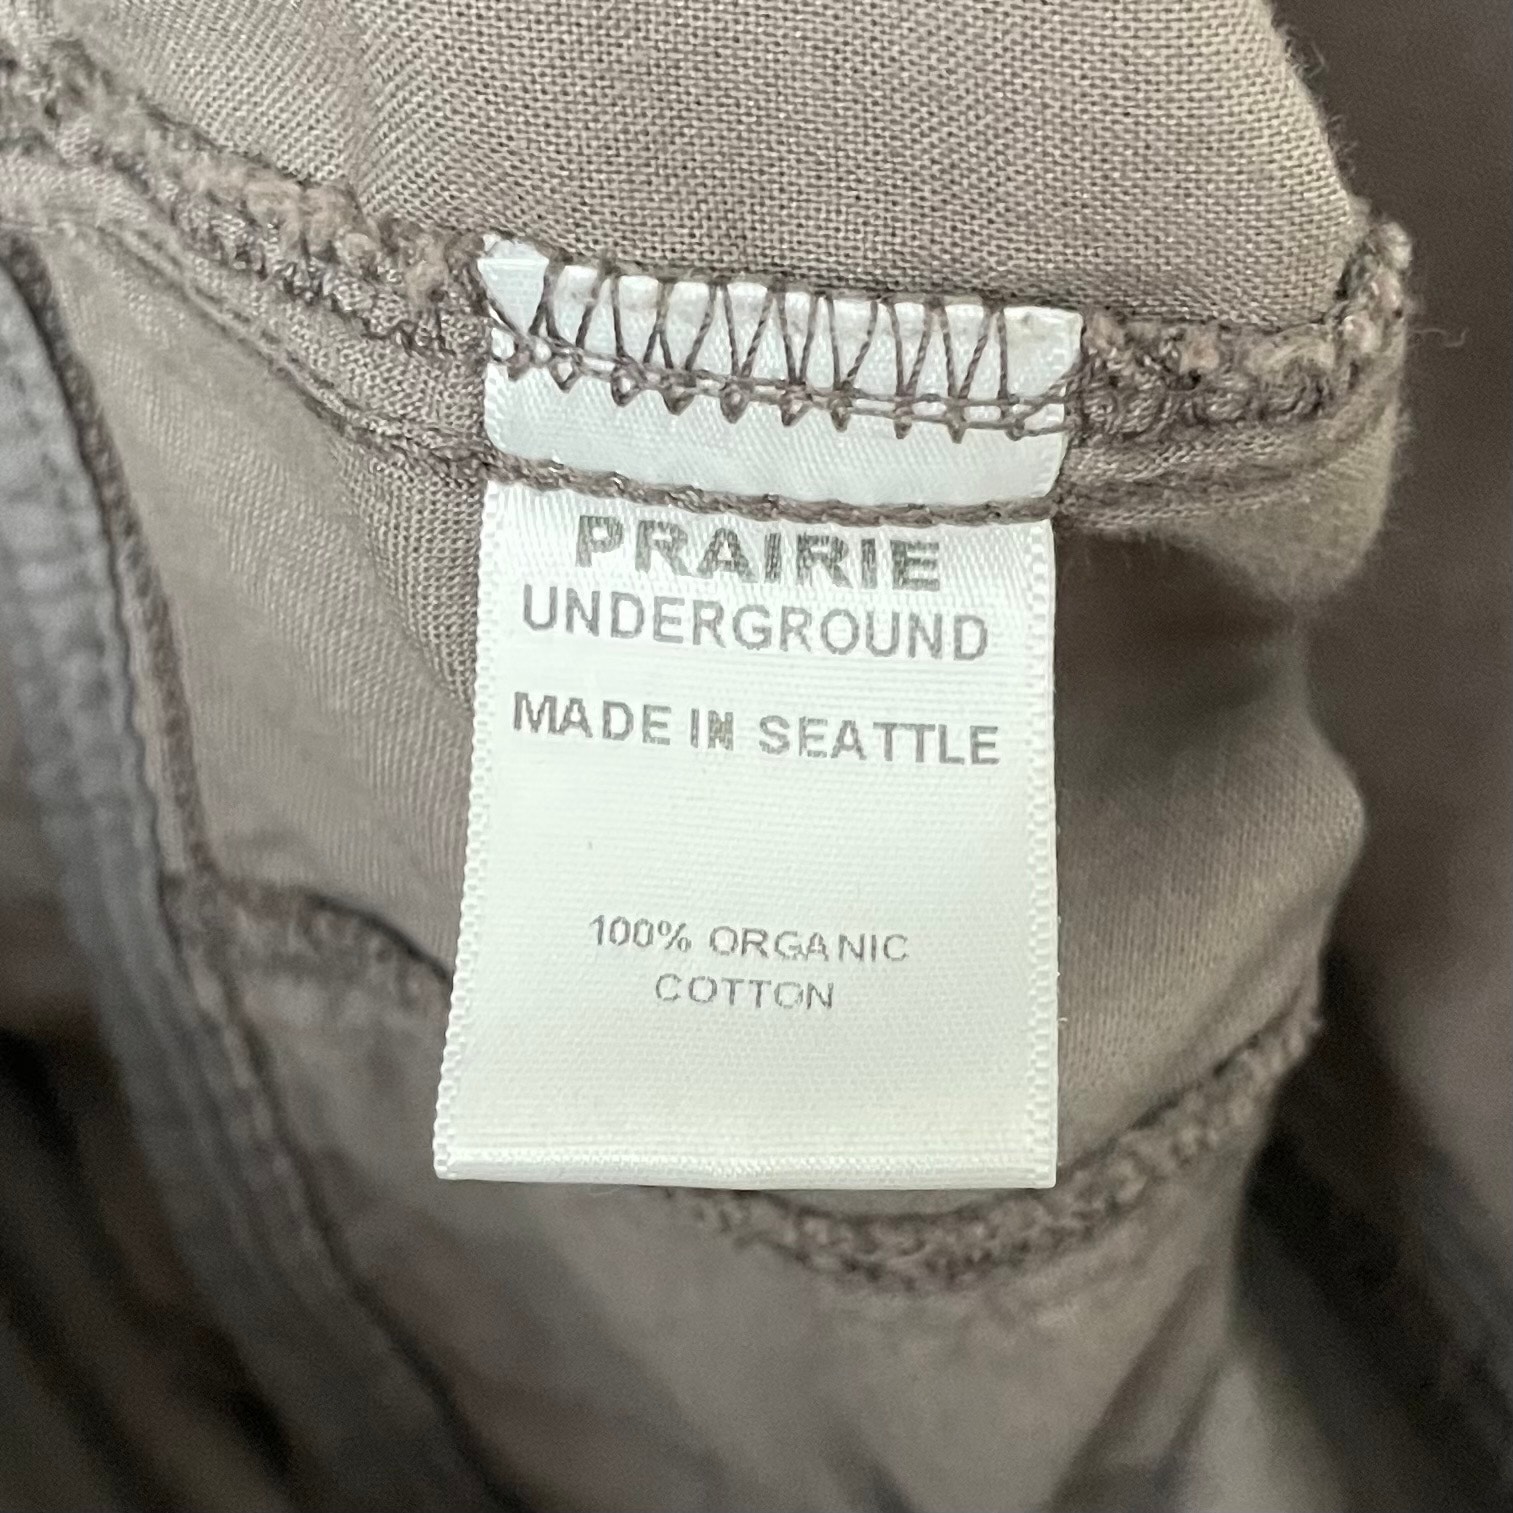 PRAIRIE
UNDERGROUND
MADE IN SEATTLE
100% ORGANIC
COTTON